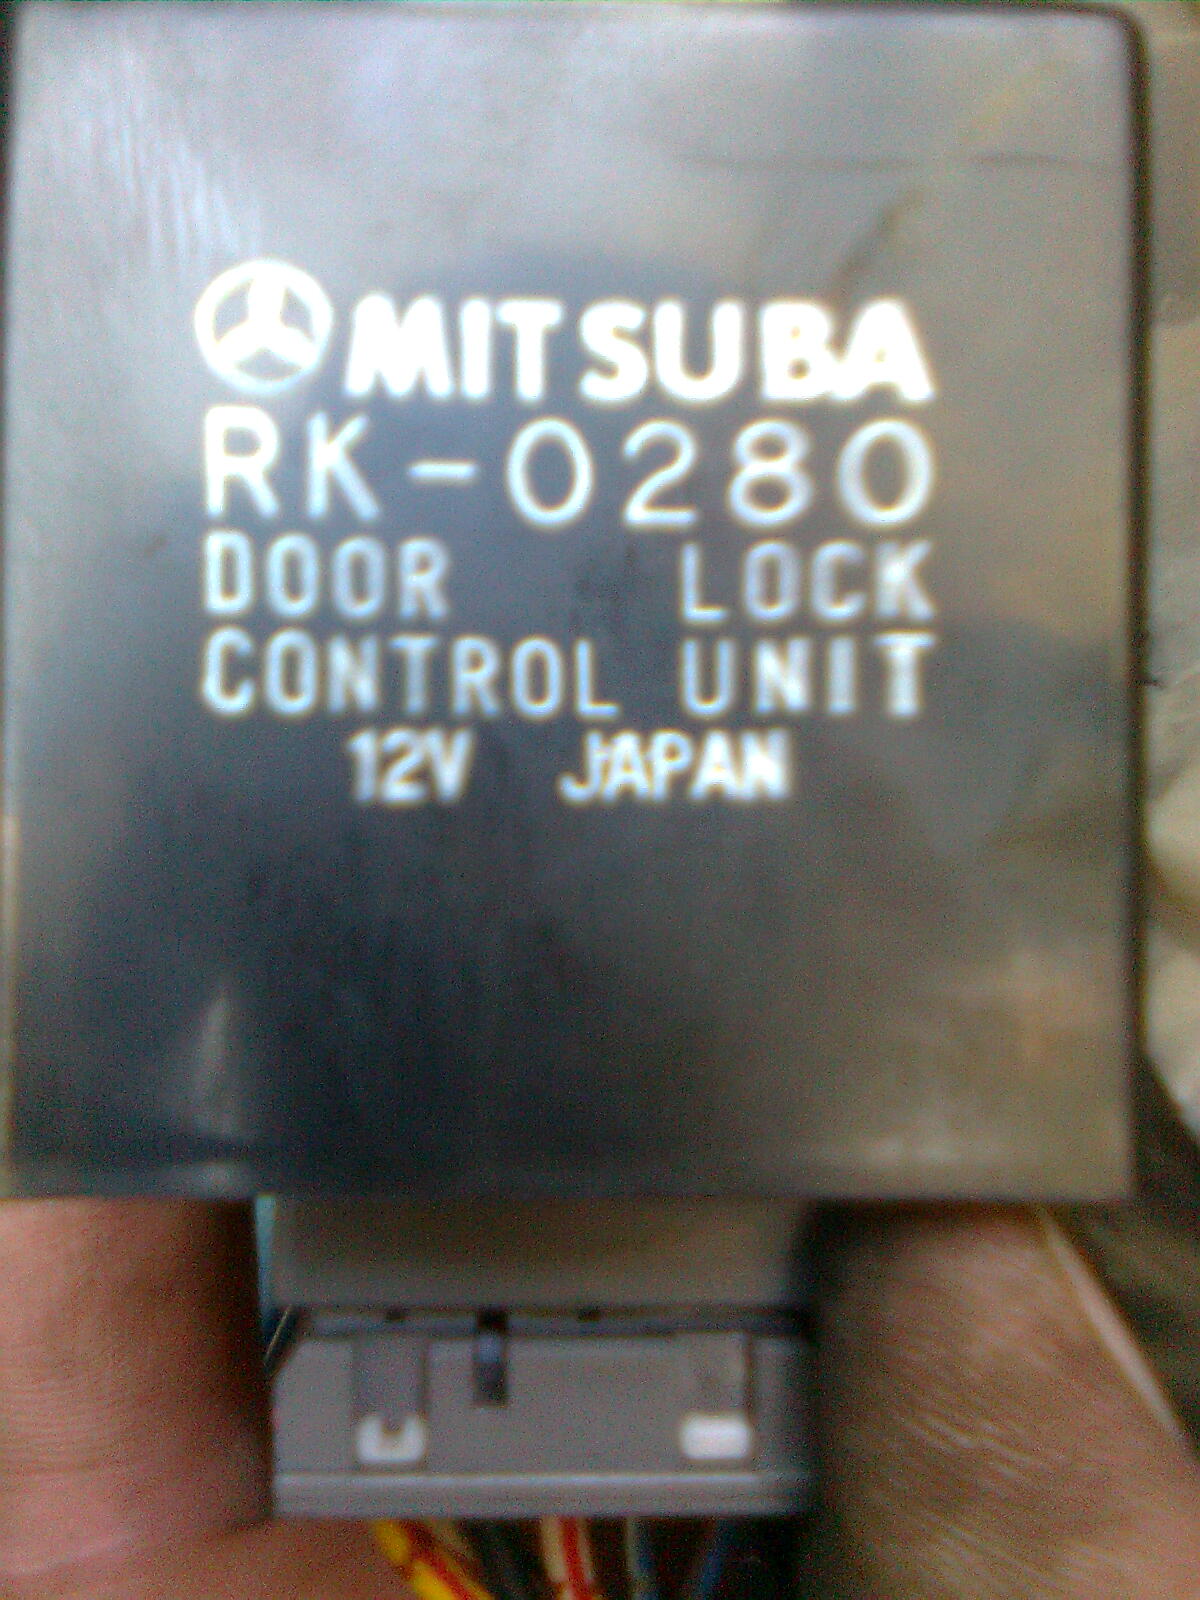 MITSUBA
RK-0280
DOOR LOCK
CONTROL UNIT
12V JAPAN